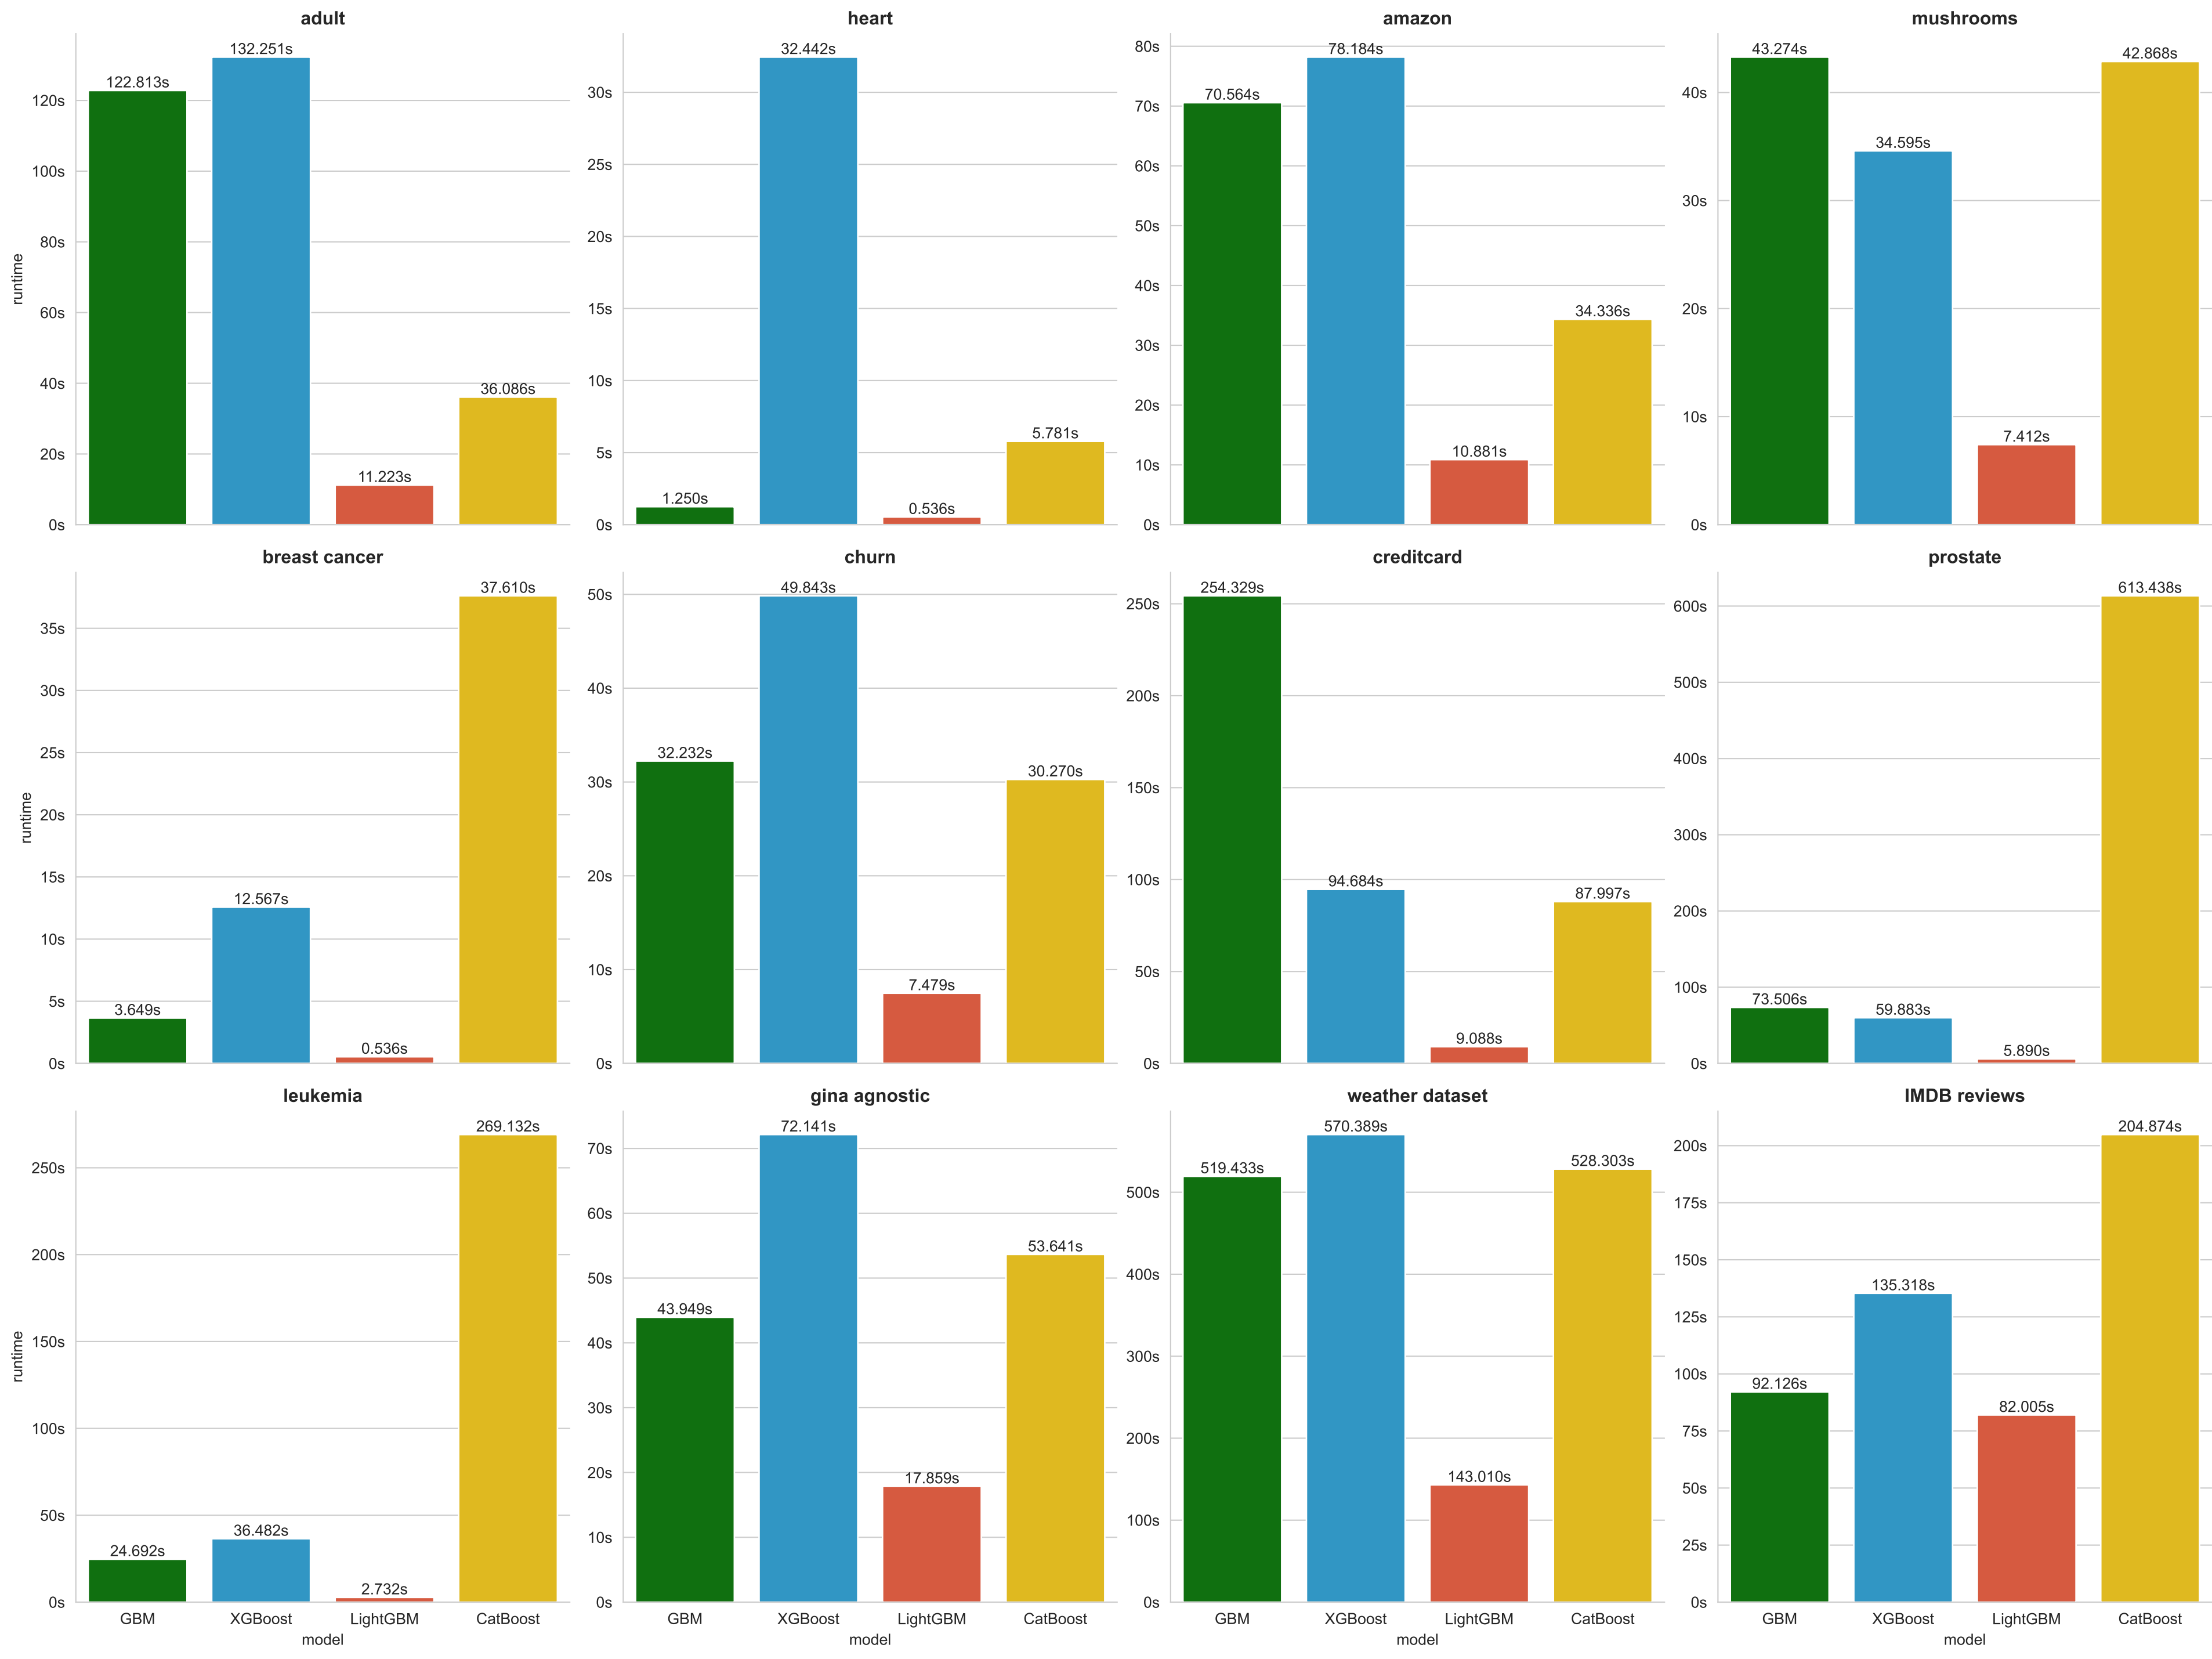 adult
132.251s
122.813s
120s
100s
80s
60s
40s
36.086s
20s
11.223s
0s
runtime
heart
32.442s
30s
25s
20s
15s
10s
5.781s
5s
1.250s
0.536s
0s
amazon
80s
78.184s
70.564s
70s
60s
50s
40s
34.336s
30s
20s
10.881s
10s
0s
mushrooms
43.274s
42.868s
40s
34.595s
30s
20s
10s
7.412s
0s
breast cancer
37.610s
35s
30s
25s
20s
15s
12.567s
10s
5s
3.649s
0.536s
0s
runtime
churn
50s
49.843s
40s
32.232s
30.270s
30s
20s
10s
7.479s
0s
creditcard
254.329s
250s
200s
150s
100s
94.684s
87.997s
50s
9.088s
0s
prostate
613.438s
600s
500s
400s
300s
200s
100s
73.506s
59.883s
5.890s
0s
leukemia
269.132s
250s
200s
150s
100s
50s
36.482s
24.692s
2.732s
0s
runtime
GBM XGBoost LightGBM CatBoost
model
gina agnostic
72.141s
70s
60s
53.641s
50s
43.949s
40s
30s
20s
17.859s
10s
0s
GBM XGBoost LightGBM CatBoost
model
weather dataset
570.389s
528.303s
519.433s
500s
400s
300s
200s
143.010s
100s
0s
GBM XGBoost LightGBM CatBoost
model
IMDB reviews
204.874s
200s
175s
150s
135.318s
125s
100s
92.126s
82.005s
75s
50s
25s
0s
GBM XGBoost LightGBM CatBoost
model